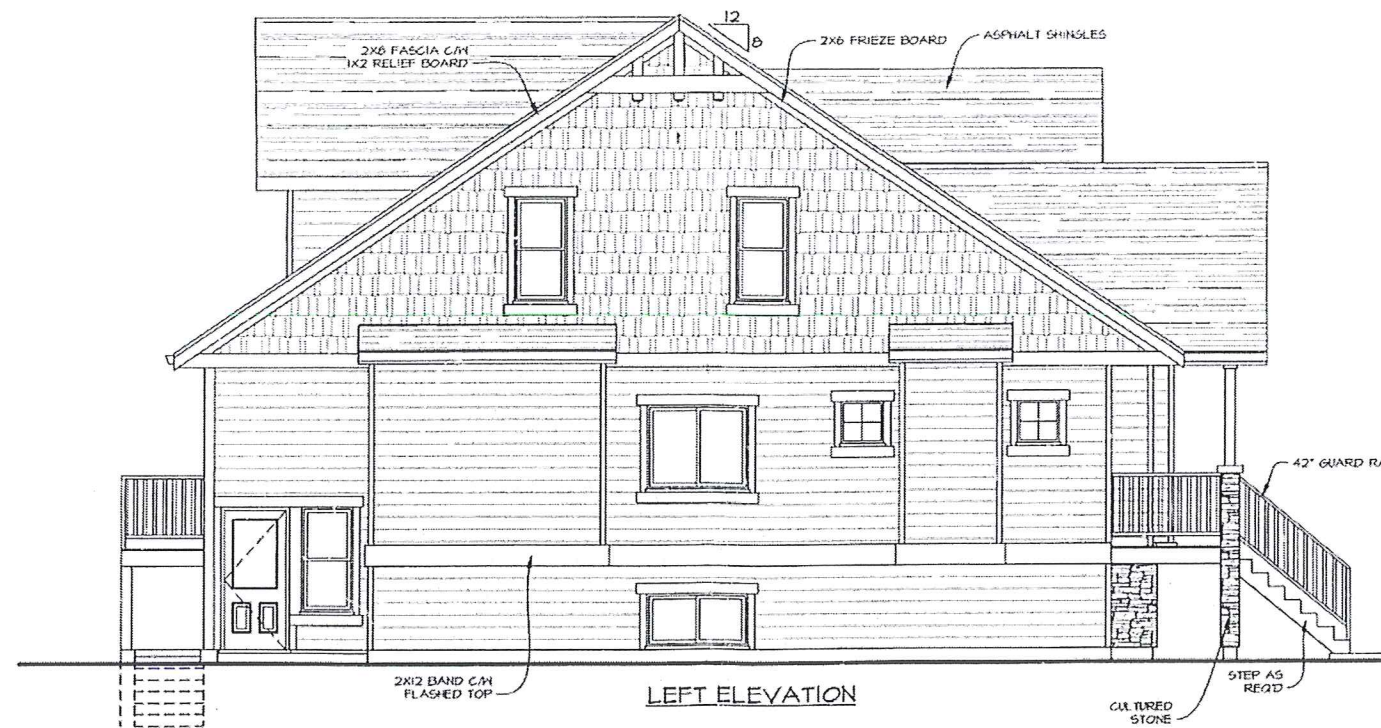 12
8
2X8 FASCIA C/W
1X2 RELIEF BOARD
2X6 FRIEZE BOARD
ASPHALT SHINGLES
42" GUARD RA
2X12 BAND C/W
FLASHED TOP
LEFT ELEVATION
STEP AS
REQ'D
CULTURED
STONE